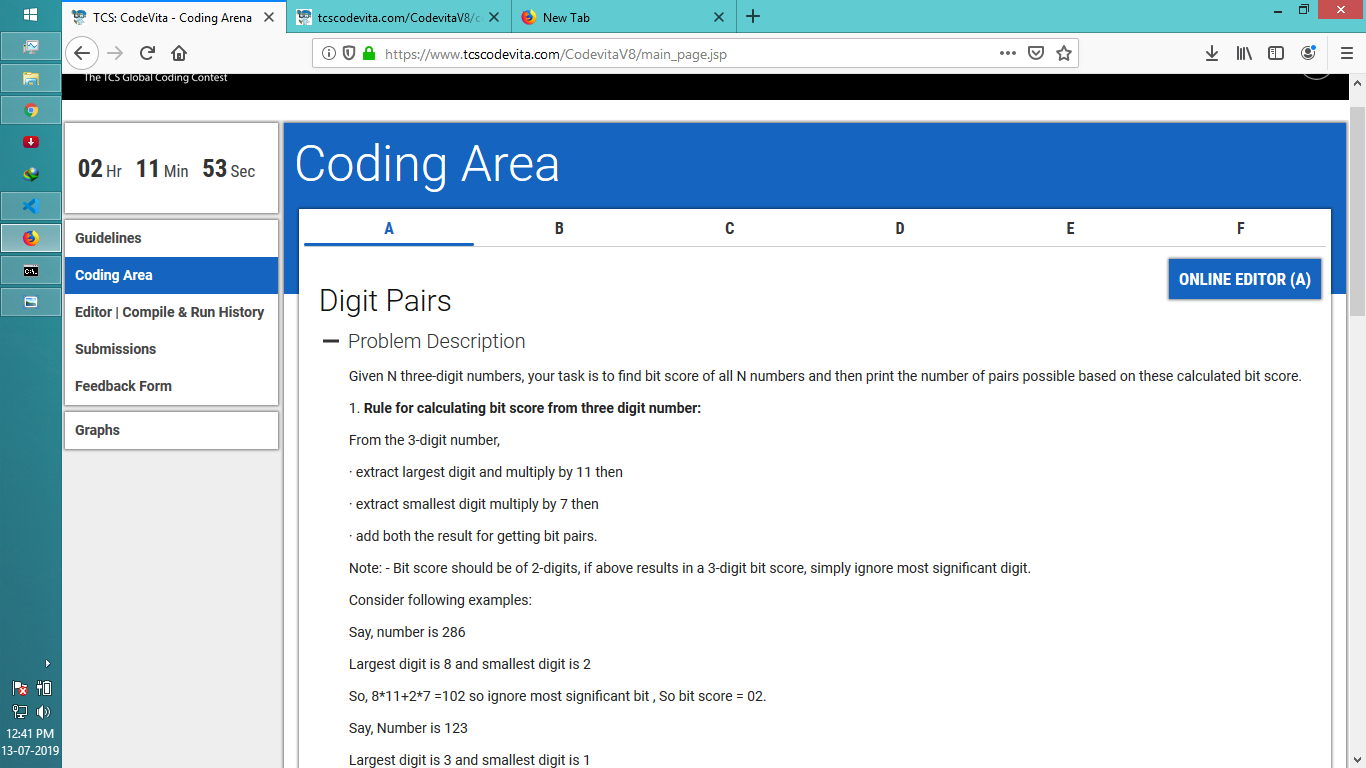 TCS: CodeVita - Coding Arena
tcscodevita.com/CodevitaV8/
New Tab
https://www.tcscodevita.com/CodevitaV8/main_page.jsp
The TCS Global Coding Contest
02 Hr 11 Min 53 Sec
Guidelines
Coding Area
Editor | Compile & Run History
Submissions
Feedback Form
Graphs
Coding Area
A B C D E F
ONLINE EDITOR (A)
Digit Pairs
Problem Description
Given N three-digit numbers, your task is to find bit score of all N numbers and then print the number of pairs possible based on these calculated bit score.
1. Rule for calculating bit score from three digit number:
From the 3-digit number,
· extract largest digit and multiply by 11 then
· extract smallest digit multiply by 7 then
· add both the result for getting bit pairs.
Note: - Bit score should be of 2-digits, if above results in a 3-digit bit score, simply ignore most significant digit.
Consider following examples:
Say, number is 286
Largest digit is 8 and smallest digit is 2
So, 8*11+2*7 =102 so ignore most significant bit , So bit score = 02.
Say, Number is 123
Largest digit is 3 and smallest digit is 1
12:41 PM
13-07-2019